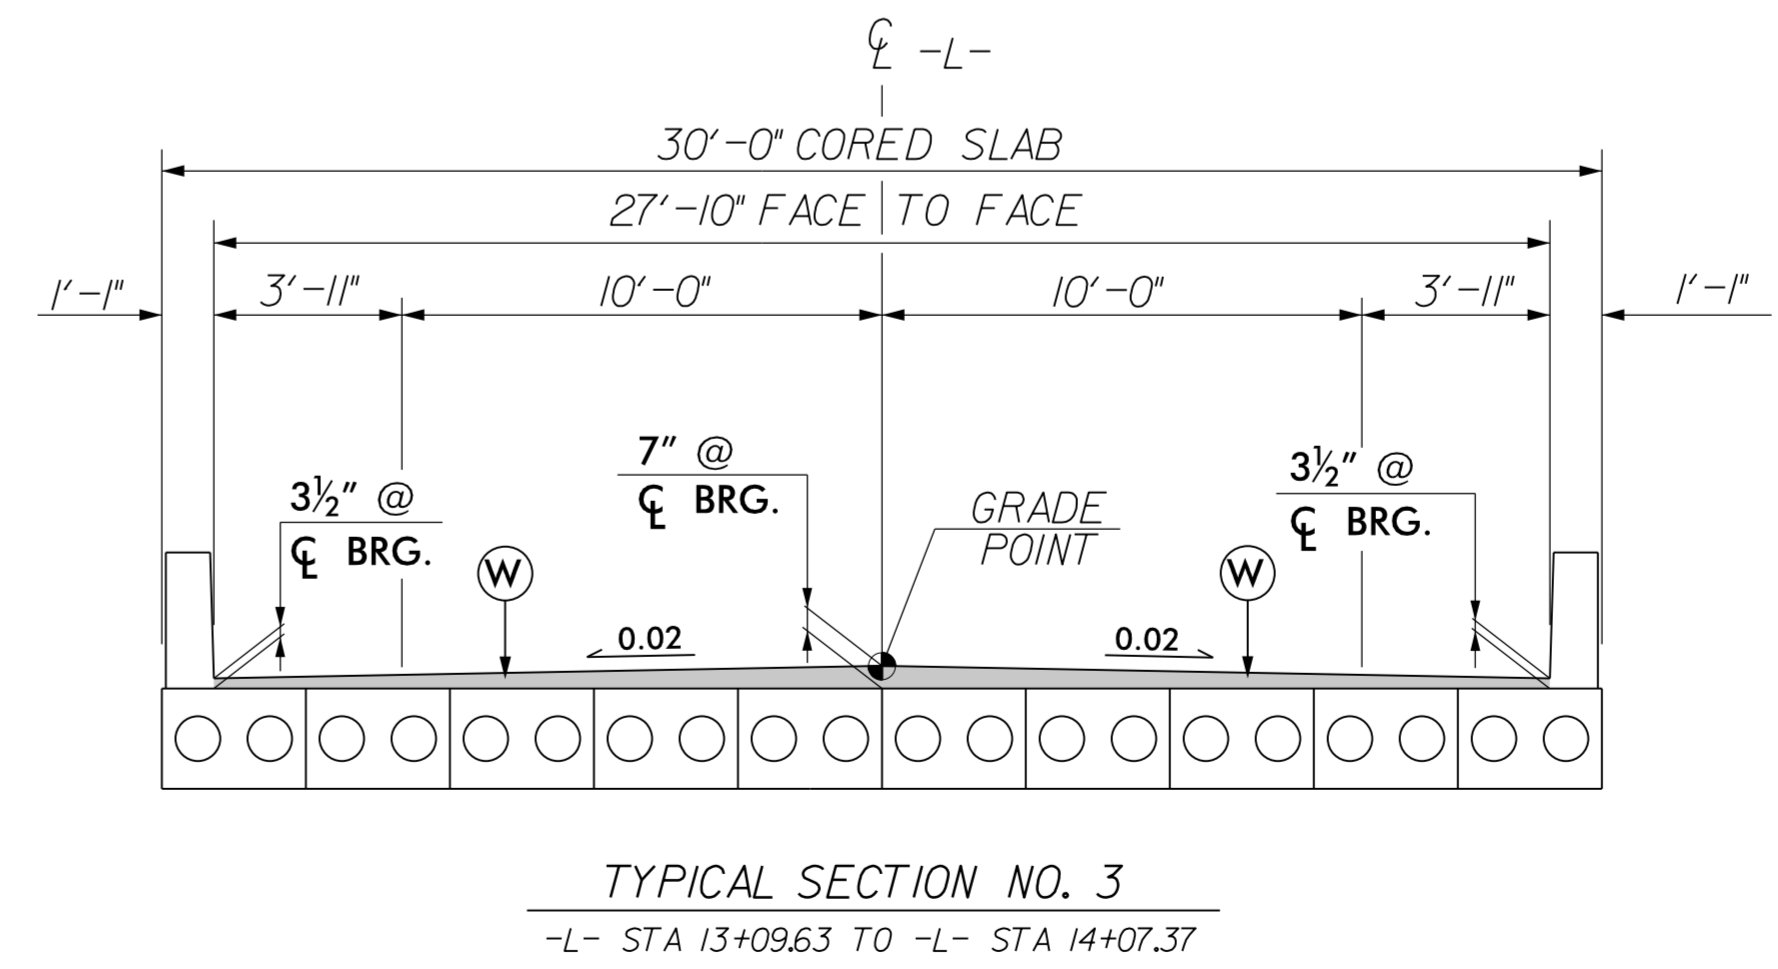 ℄ -L-
30'-0" CORED SLAB
27'-10" FACE TO FACE
1'-1" 3'-11" 10'-0" 10'-0" 3'-11" 1'-1"
3½" @
℄ BRG.
7" @
℄ BRG.
GRADE
POINT
3½" @
℄ BRG.
W
W
0.02
0.02
TYPICAL SECTION NO. 3
-L- STA 13+09.63 TO -L- STA 14+07.37